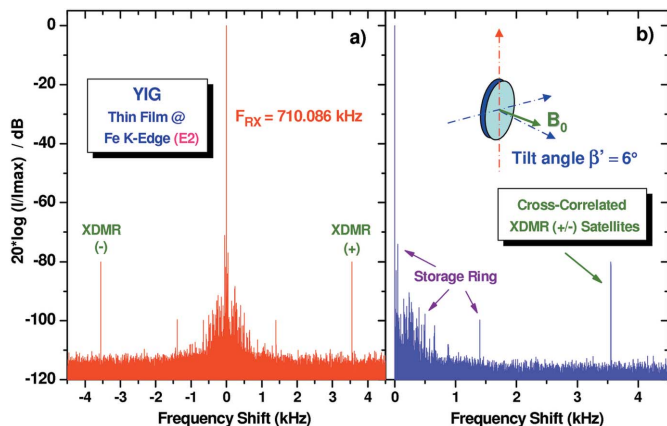 a)
b)
0
-20
-40
-60
-80
-100
-120
20*log (I/Imax) / dB
YIG
Thin Film @
Fe K-Edge (E2)
F_RX = 710.086 kHz
XDMR
(-)
XDMR
(+)
-4 -3 -2 -1 0 1 2 3 4
Frequency Shift (kHz)
B_0
Tilt angle β' = 6°
Cross-Correlated
XDMR (+/-) Satellites
Storage Ring
0 1 2 3 4
Frequency Shift (kHz)